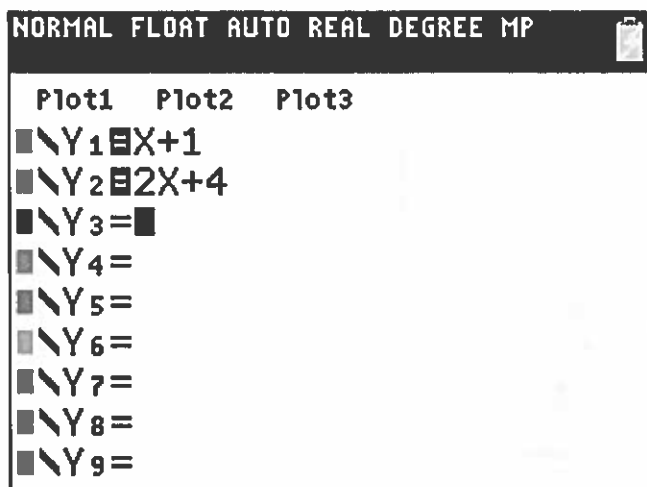 NORMAL FLOAT AUTO REAL DEGREE MP
Plot1 Plot2 Plot3
\Y1=X+1
\Y2=2X+4
\Y3=
\Y4=
\Y5=
\Y6=
\Y7=
\Y8=
\Y9=